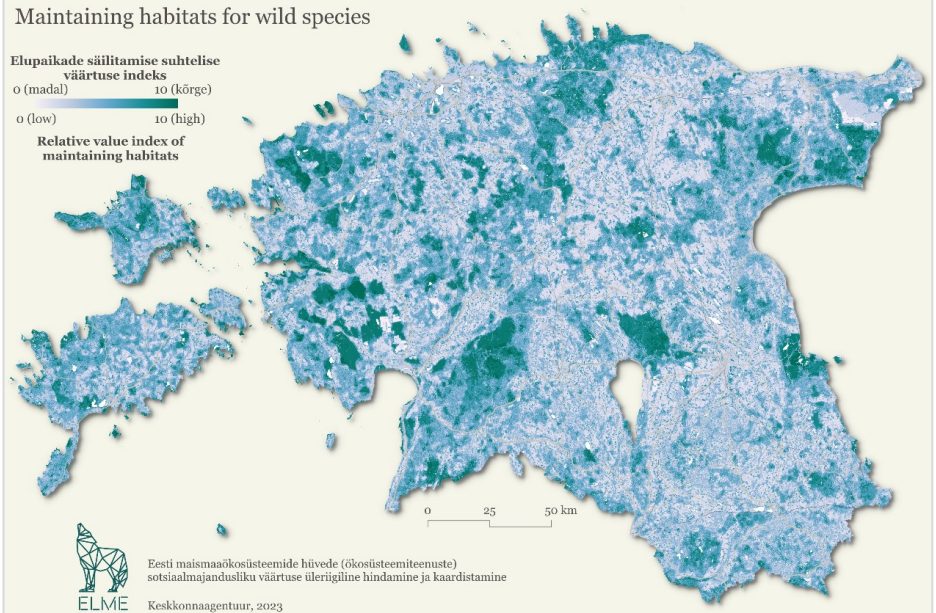 Maintaining habitats for wild species
Elupaikade säilitamise suhtelise
väärtuse indeks
0 (madal) 10 (kõrge)
0 (low) 10 (high)
Relative value index of
maintaining habitats
0 25 50 km
Eesti maismaaökosüsteemide hüvede (ökosüsteemiteenuste)
sotsiaalmajandusliku väärtuse üleriigiline hindamine ja kaardistamine
ELME
Keskkonnaagentuur, 2023